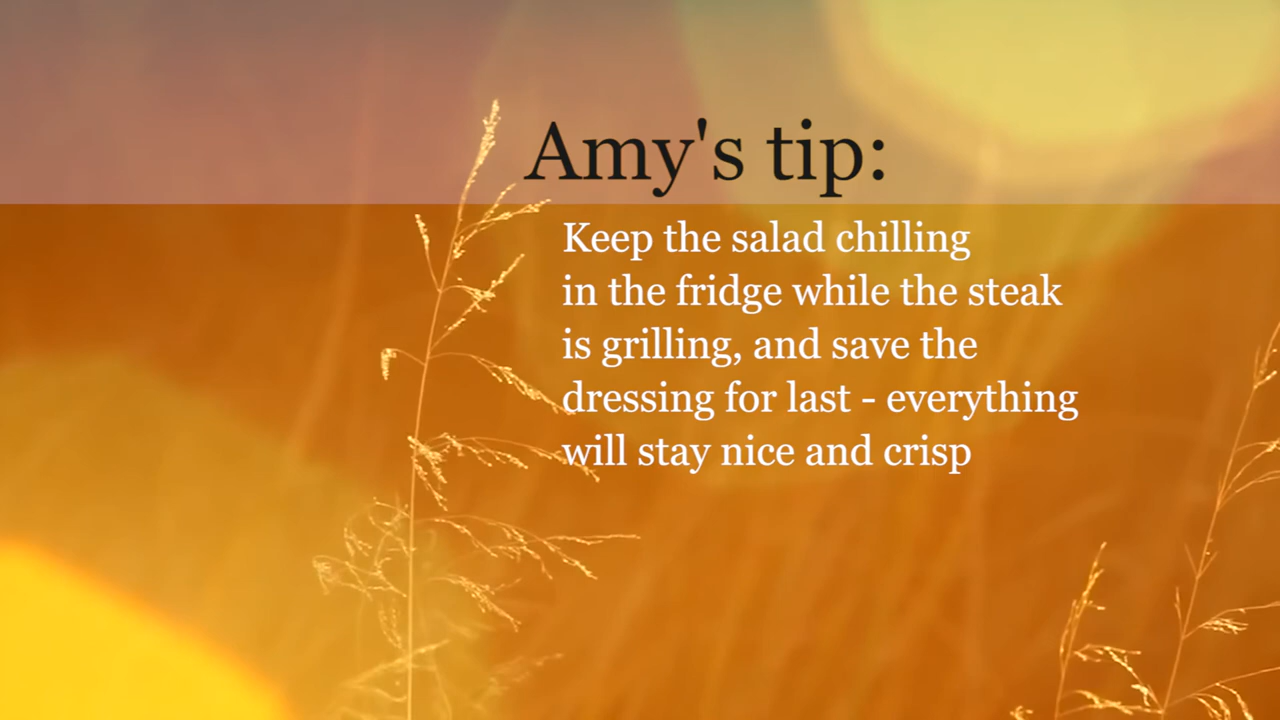 Amy's tip:
Keep the salad chilling
in the fridge while the steak
is grilling, and save the
dressing for last - everything
will stay nice and crisp